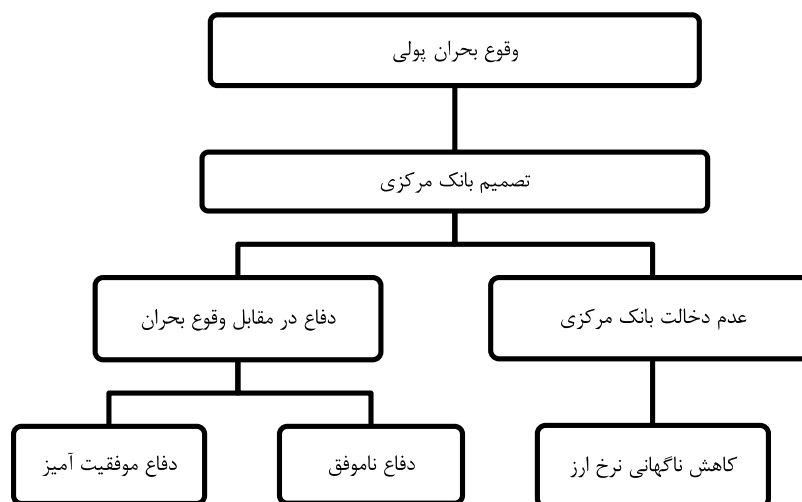 وقوع بحران پولی
تصمیم بانک مرکزی
عدم دخالت بانک مرکزی
دفاع در مقابل وقوع بحران
کاهش ناگهانی نرخ ارز
دفاع ناموفق
دفاع موفقیت آمیز